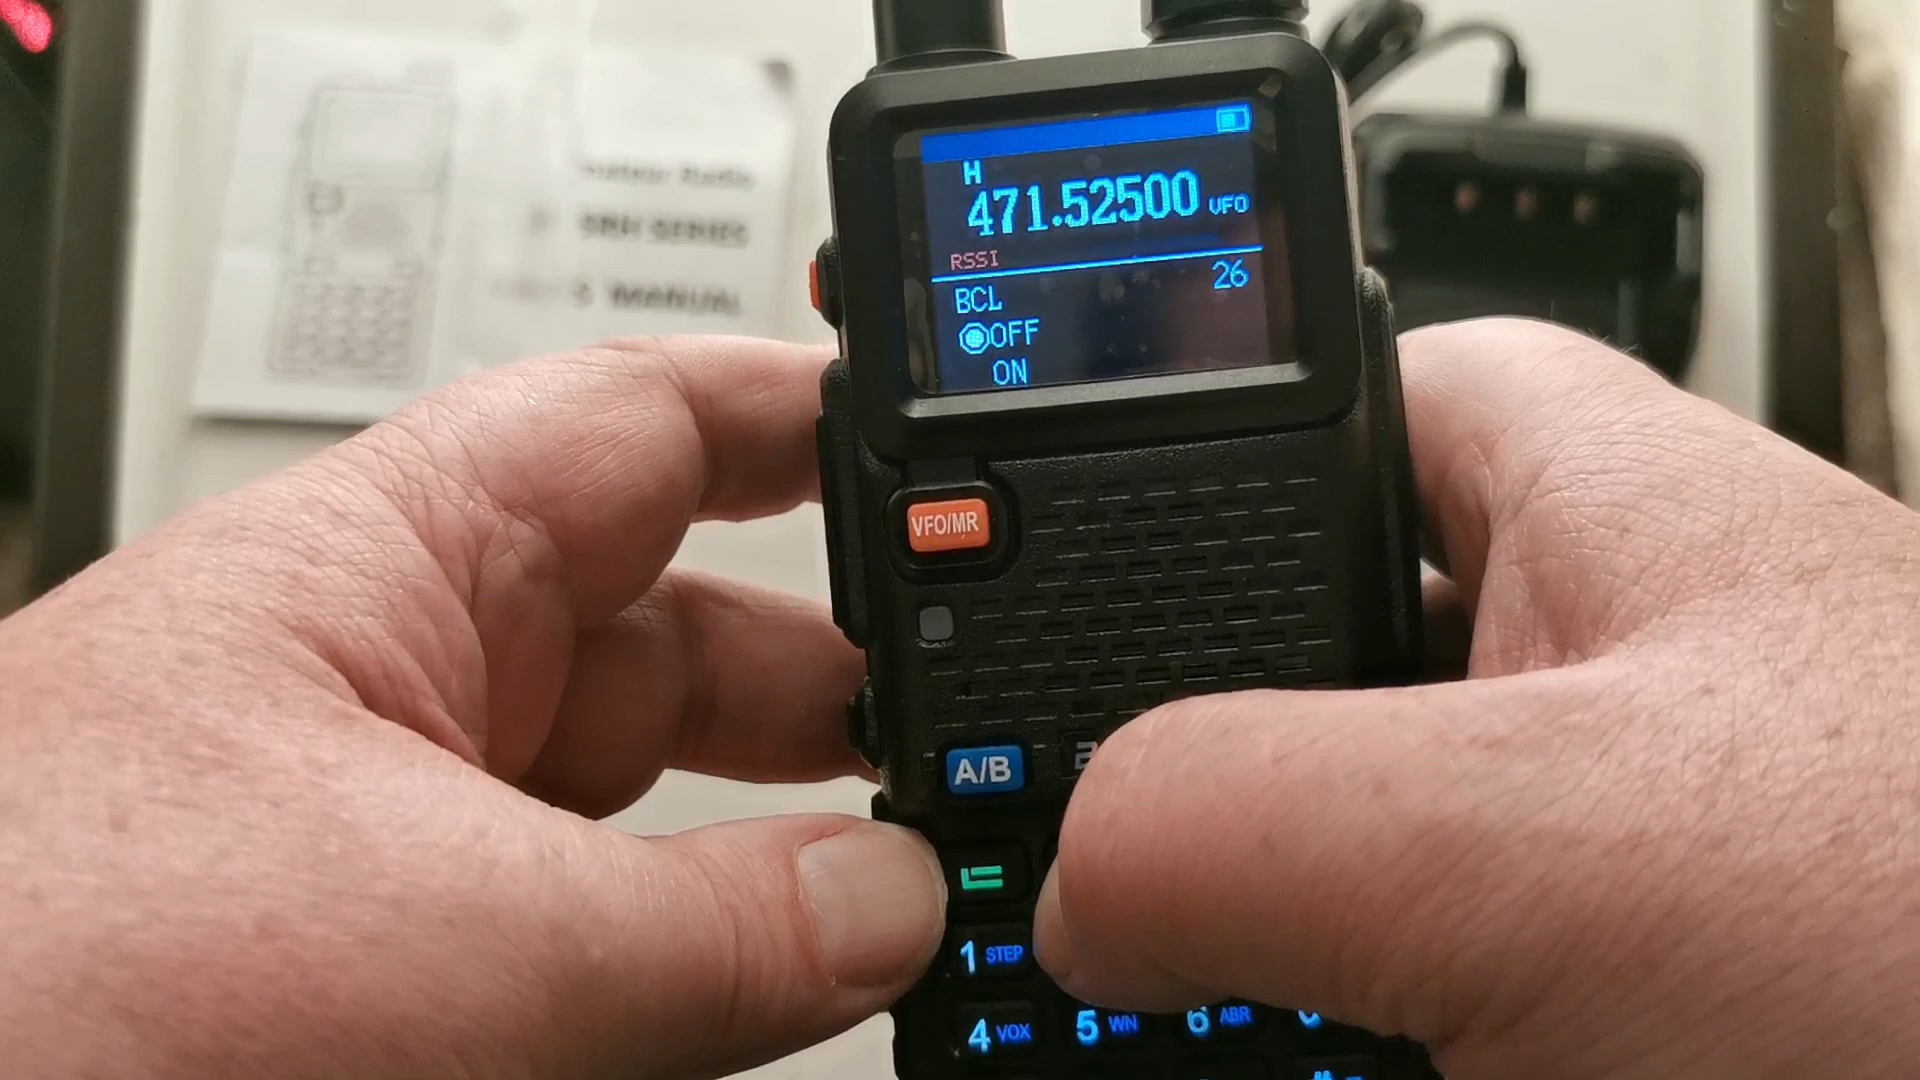 H
471.52500 VFO
RSSI
26
BCL
OFF
ON
SRH SERIES
MANUAL
VFO/MR
A/B
1 STEP
4 VOX
5 WN
6 ABR